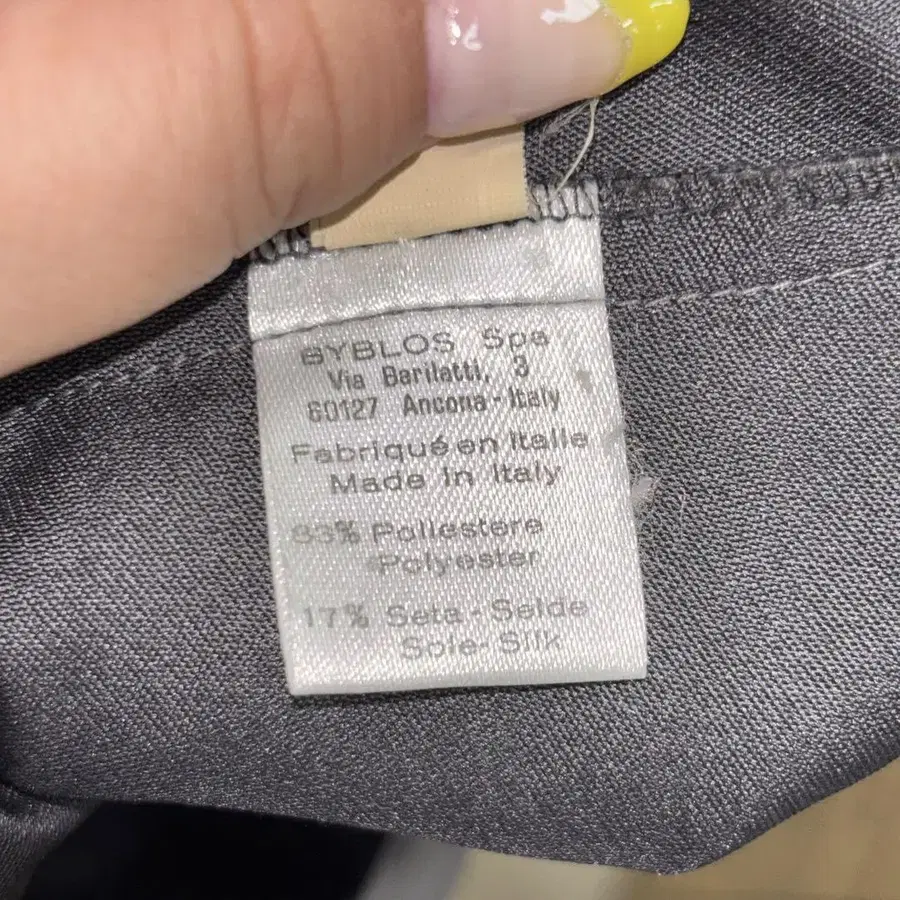 BYBLOS Spa
Via Barilatti, 3
60127 Ancona - Italy
Fabriqué en Italie
Made in Italy
83% Poliestere
Polyester
17% Seta - Seide
Soie - Silk